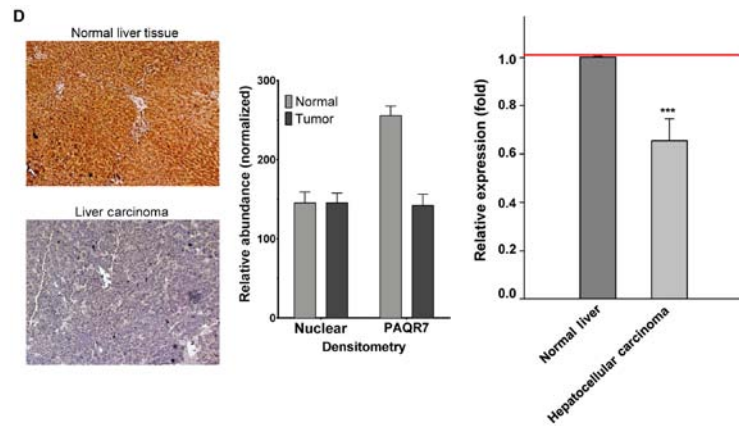 D
Normal liver tissue
Liver carcinoma
Relative abundance (normalized)
300
200
100
0
Normal
Tumor
Nuclear
PAQR7
Densitometry
Relative expression (fold)
1.0
0.8
0.6
0.4
0.2
0.0
***
Normal liver
Hepatocellular carcinoma